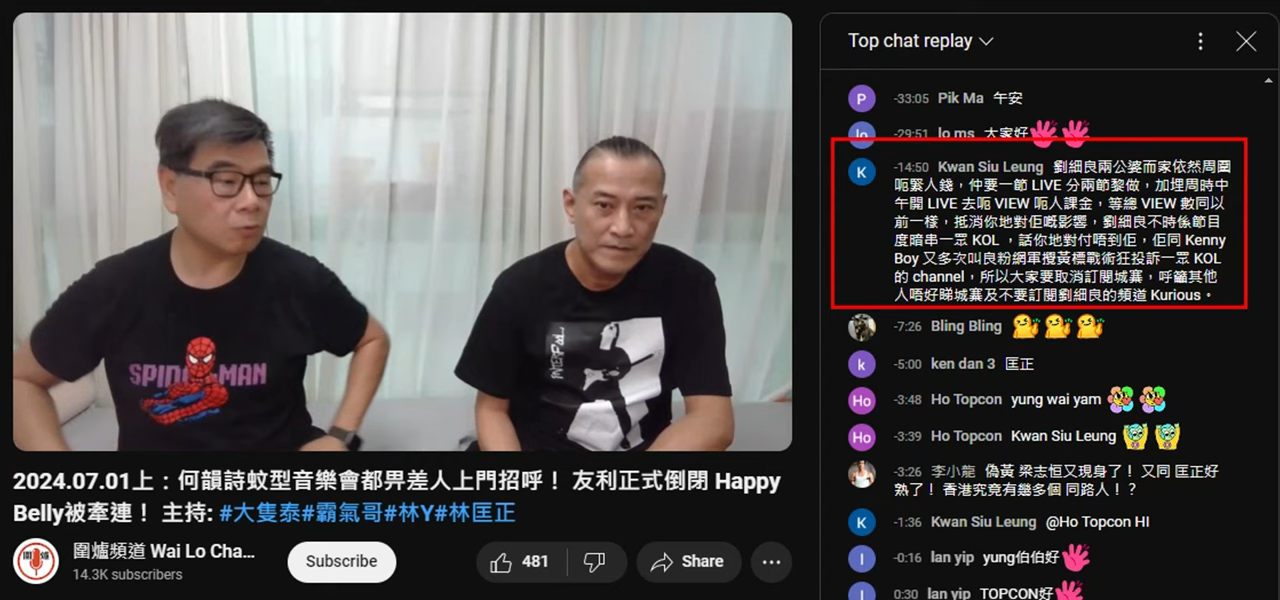 Top chat replay
P
-33:05 Pik Ma 午安
lo
-29:51 lo ms 大家好
K
-14:50 Kwan Siu Leung 劉細良兩公婆而家依然周圍
呃緊人錢，仲要一節 LIVE 分兩節黎做，加埋周時中
午開 LIVE 去呃 VIEW 呃人課金，等總 VIEW 數同以
前一樣，抵消你地對佢嘅影響，劉細良不時係節目
度暗串一眾 KOL ，話你地對付唔到佢，佢同 Kenny
Boy 又多次叫良粉網軍攪黃標戰術狂投訴一眾 KOL
的 channel，所以大家要取消訂閱城寨，呼籲其他
人唔好睇城寨及不要訂閱劉細良的頻道 Kurious。
-7:26 Bling Bling
k
-5:00 ken dan 3 匡正
Ho
-3:48 Ho Topcon yung wai yam
Ho
-3:39 Ho Topcon Kwan Siu Leung
-3:26 李小龍 偽黃 梁志恒又現身了！ 又同 匡正好
熟了！ 香港究竟有幾多個 同路人！？
K
-1:36 Kwan Siu Leung @Ho Topcon HI
l
-0:16 lan yip yung伯伯好
l
0:30 lan yip TOPCON好
SPIDER-MAN
2024.07.01上：何韻詩蚊型音樂會都畀差人上門招呼！ 友利正式倒閉 Happy
Belly被牽連！ 主持: #大隻泰#霸氣哥#林Y#林匡正
圍爐頻道 Wai Lo Cha...
14.3K subscribers
Subscribe
481
Share